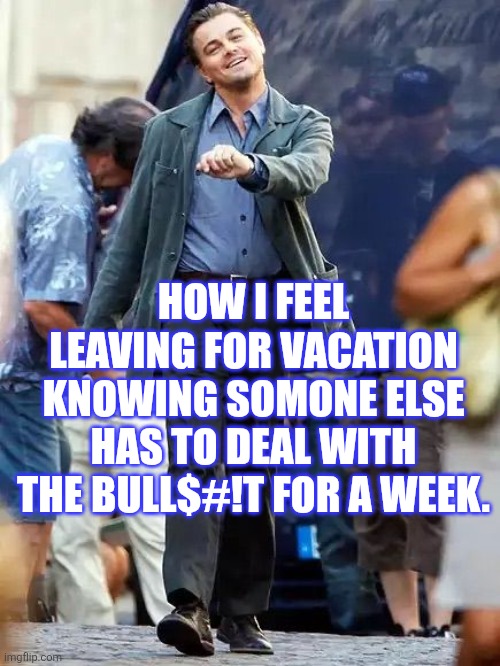 HOW I FEEL
LEAVING FOR VACATION
KNOWING SOMONE ELSE
HAS TO DEAL WITH
THE BULL$#!T FOR A WEEK.
imgflip.com